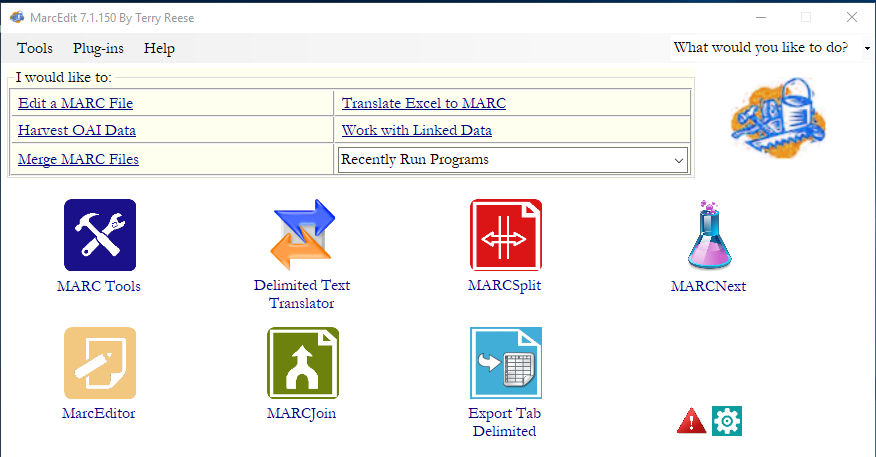 MarcEdit 7.1.150 By Terry Reese
Tools Plug-ins Help What would you like to do?
I would like to:
Edit a MARC File Translate Excel to MARC
Harvest OAI Data Work with Linked Data
Merge MARC Files Recently Run Programs
MARC Tools
Delimited Text
Translator
MARCSplit
MARCNext
MarcEditor
MARCJoin
Export Tab
Delimited